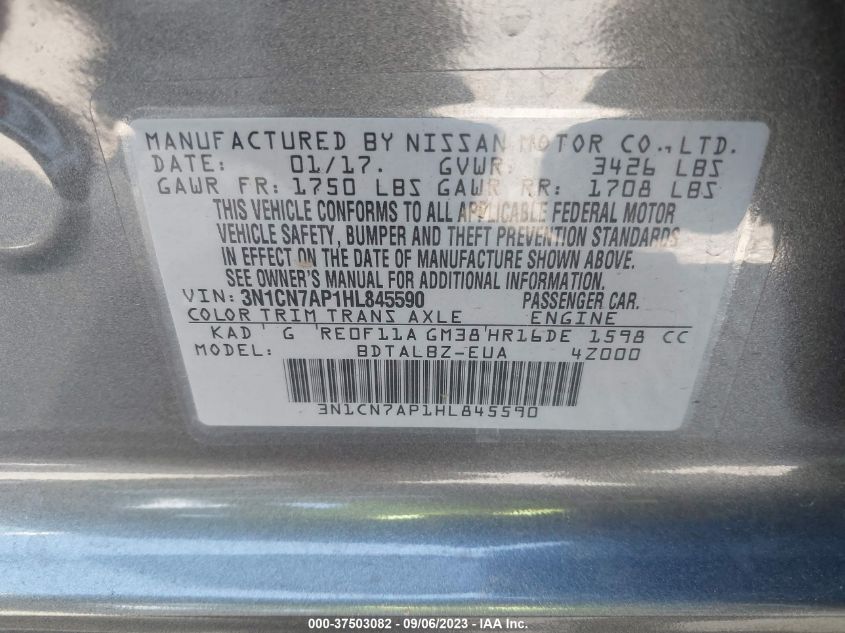 MANUFACTURED BY NISSAN MOTOR CO., LTD.
DATE: 01/17. GVWR: 3426 LBS
GAWR FR: 1750 LBS GAWR RR: 1708 LBS
THIS VEHICLE CONFORMS TO ALL APPLICABLE FEDERAL MOTOR
VEHICLE SAFETY, BUMPER AND THEFT PREVENTION STANDARDS
IN EFFECT ON THE DATE OF MANUFACTURE SHOWN ABOVE.
SEE OWNER'S MANUAL FOR ADDITIONAL INFORMATION.
VIN: 3N1CN7AP1HL845590 PASSENGER CAR.
COLOR TRIM TRANS AXLE ENGINE
KAD G RE0F11A GM38 HR16DE 1598 CC
MODEL: BDTALBZ-EUA 4Z000
3N1CN7AP1HL845590
000-37503082 - 09/06/2023 - IAA Inc.